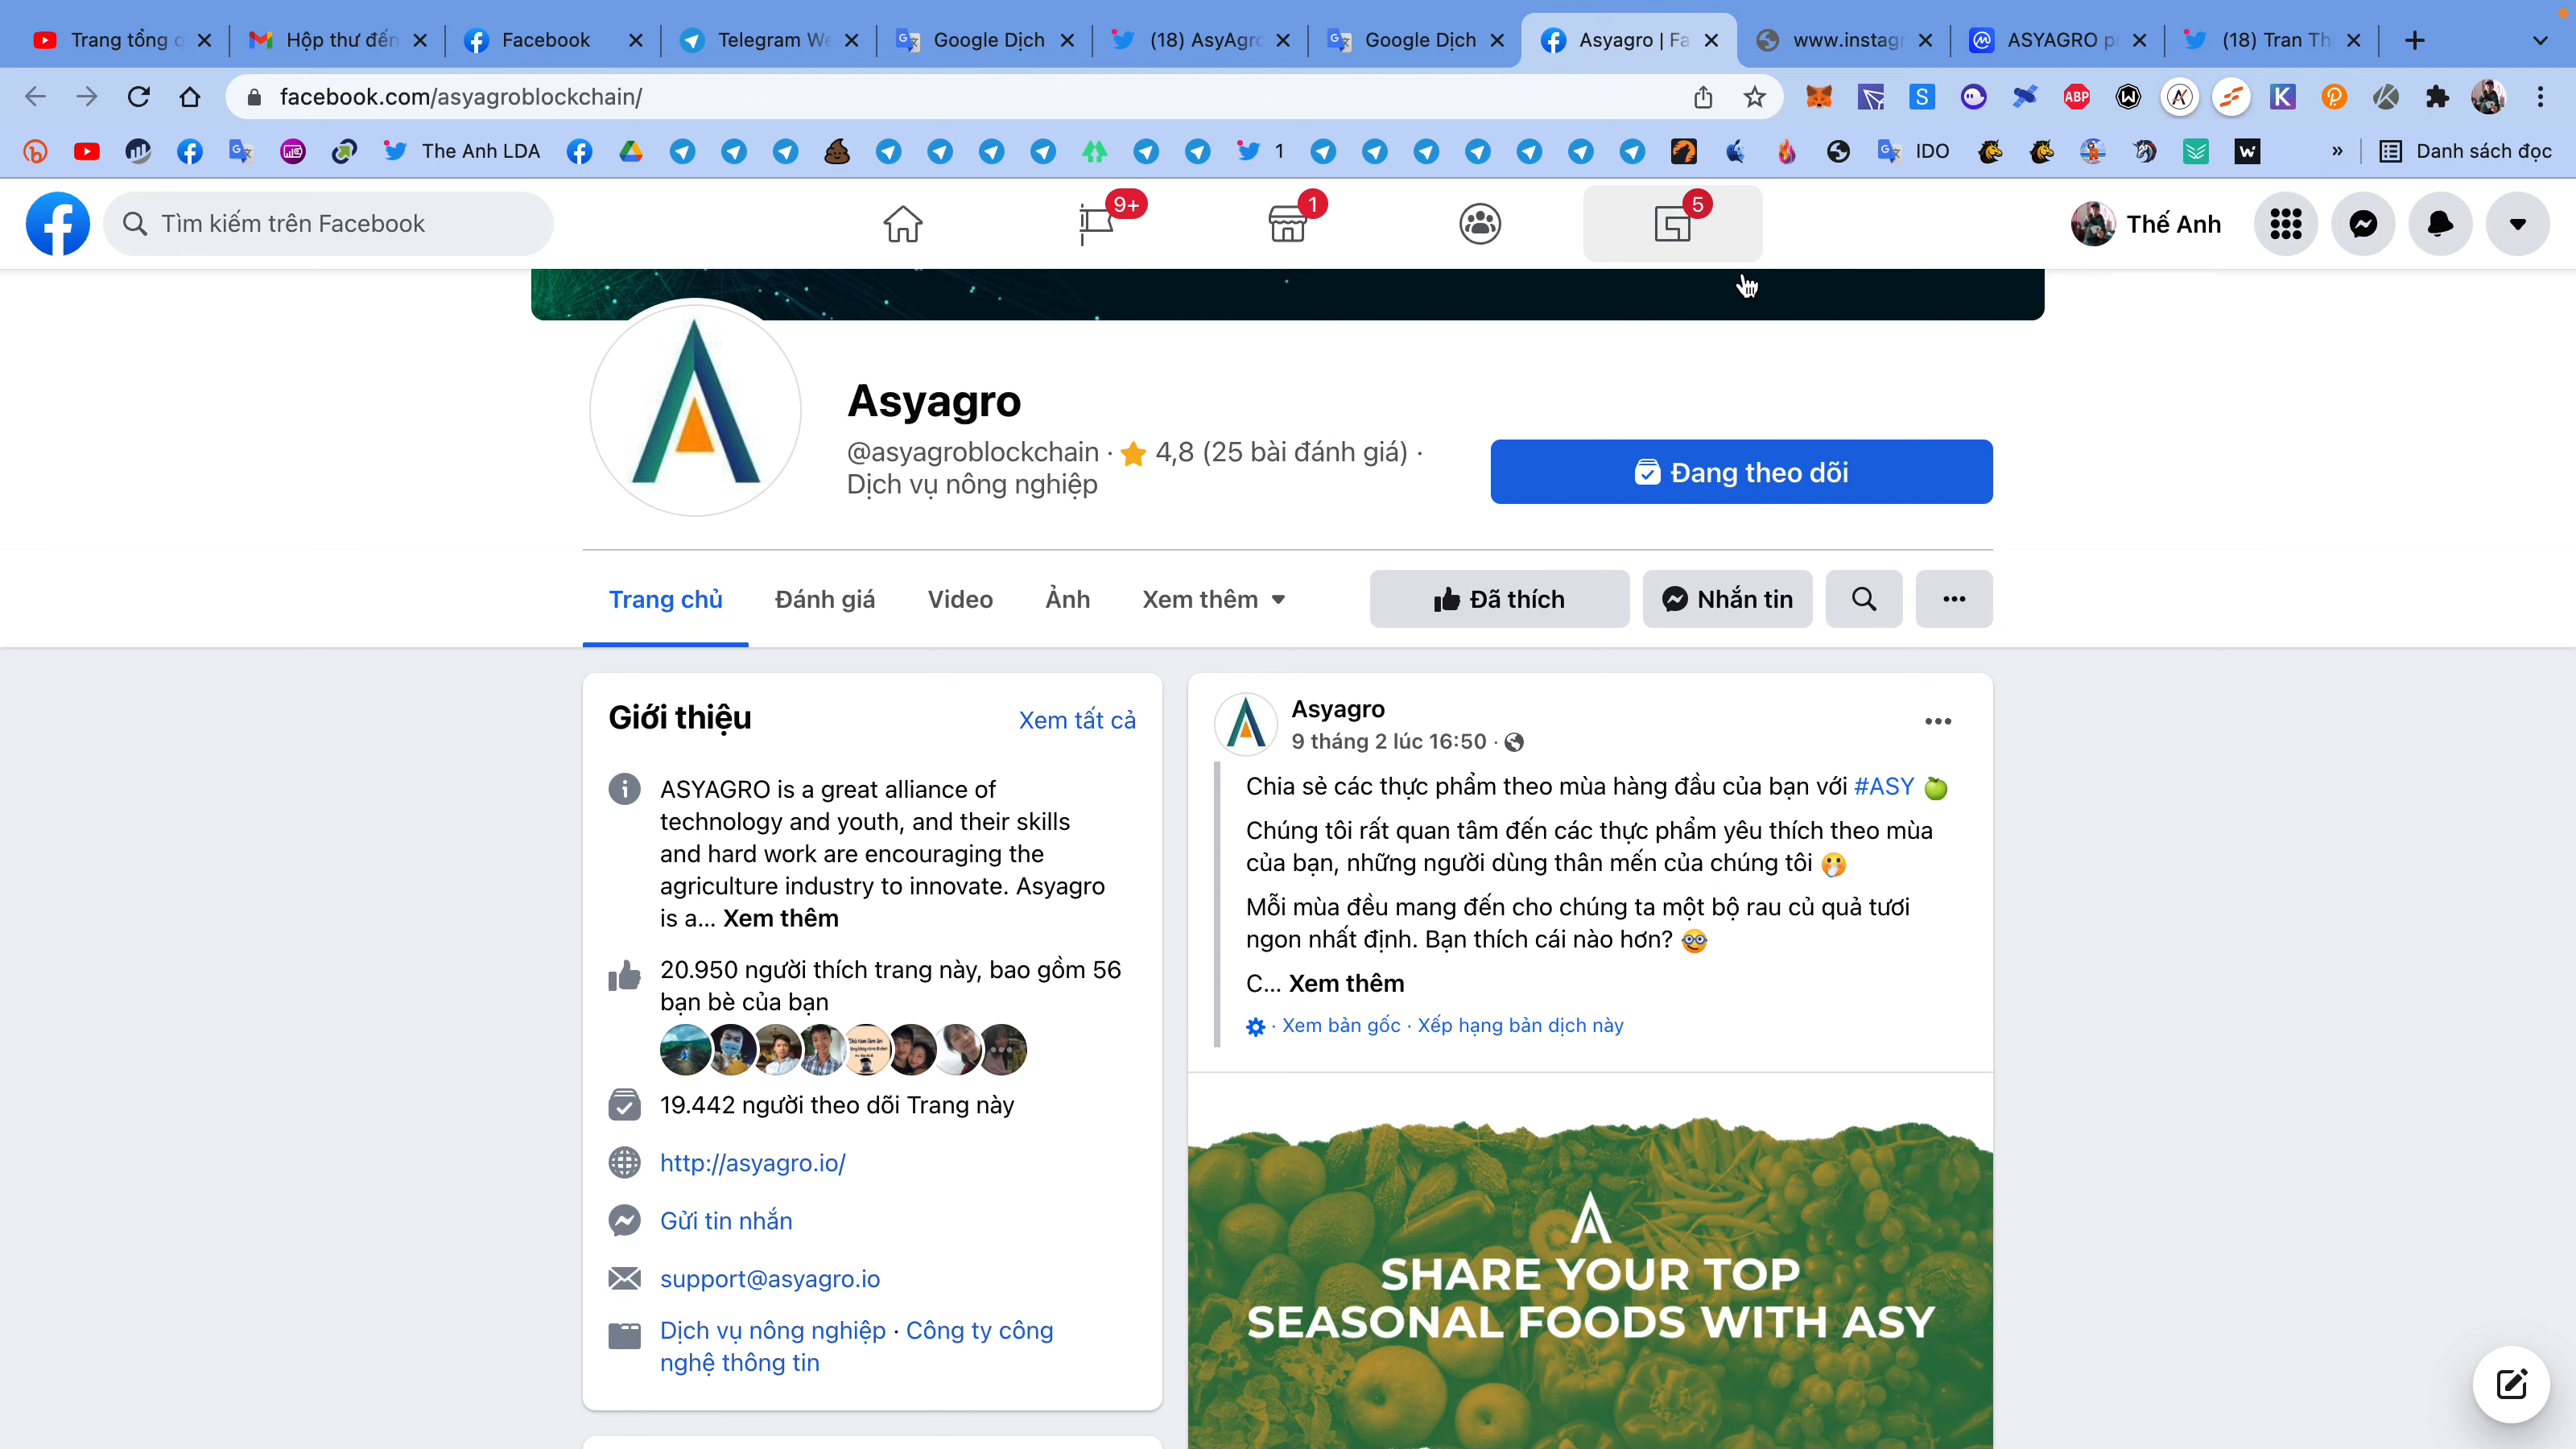 Trang tổng q
Hộp thư đến
Facebook
Telegram We
Google Dịch
(18) AsyAgro
Google Dịch
Asyagro | Fa
www.instagr
ASYAGRO p
(18) Tran Th
facebook.com/asyagroblockchain/
ABP
The Anh LDA
1
IDO
Danh sách đọc
Tìm kiếm trên Facebook
9+
1
5
Thế Anh
Asyagro
@asyagroblockchain · 4,8 (25 bài đánh giá) ·
Dịch vụ nông nghiệp
Đang theo dõi
Trang chủ
Đánh giá
Video
Ảnh
Xem thêm
Đã thích
Nhắn tin
Giới thiệu
Xem tất cả
ASYAGRO is a great alliance of
technology and youth, and their skills
and hard work are encouraging the
agriculture industry to innovate. Asyagro
is a... Xem thêm
20.950 người thích trang này, bao gồm 56
bạn bè của bạn
19.442 người theo dõi Trang này
http://asyagro.io/
Gửi tin nhắn
support@asyagro.io
Dịch vụ nông nghiệp · Công ty công
nghệ thông tin
Asyagro
9 tháng 2 lúc 16:50 ·
Chia sẻ các thực phẩm theo mùa hàng đầu của bạn với #ASY 🍏
Chúng tôi rất quan tâm đến các thực phẩm yêu thích theo mùa
của bạn, những người dùng thân mến của chúng tôi 🤭
Mỗi mùa đều mang đến cho chúng ta một bộ rau củ quả tươi
ngon nhất định. Bạn thích cái nào hơn? 🥸
C... Xem thêm
· Xem bản gốc · Xếp hạng bản dịch này
SHARE YOUR TOP
SEASONAL FOODS WITH ASY